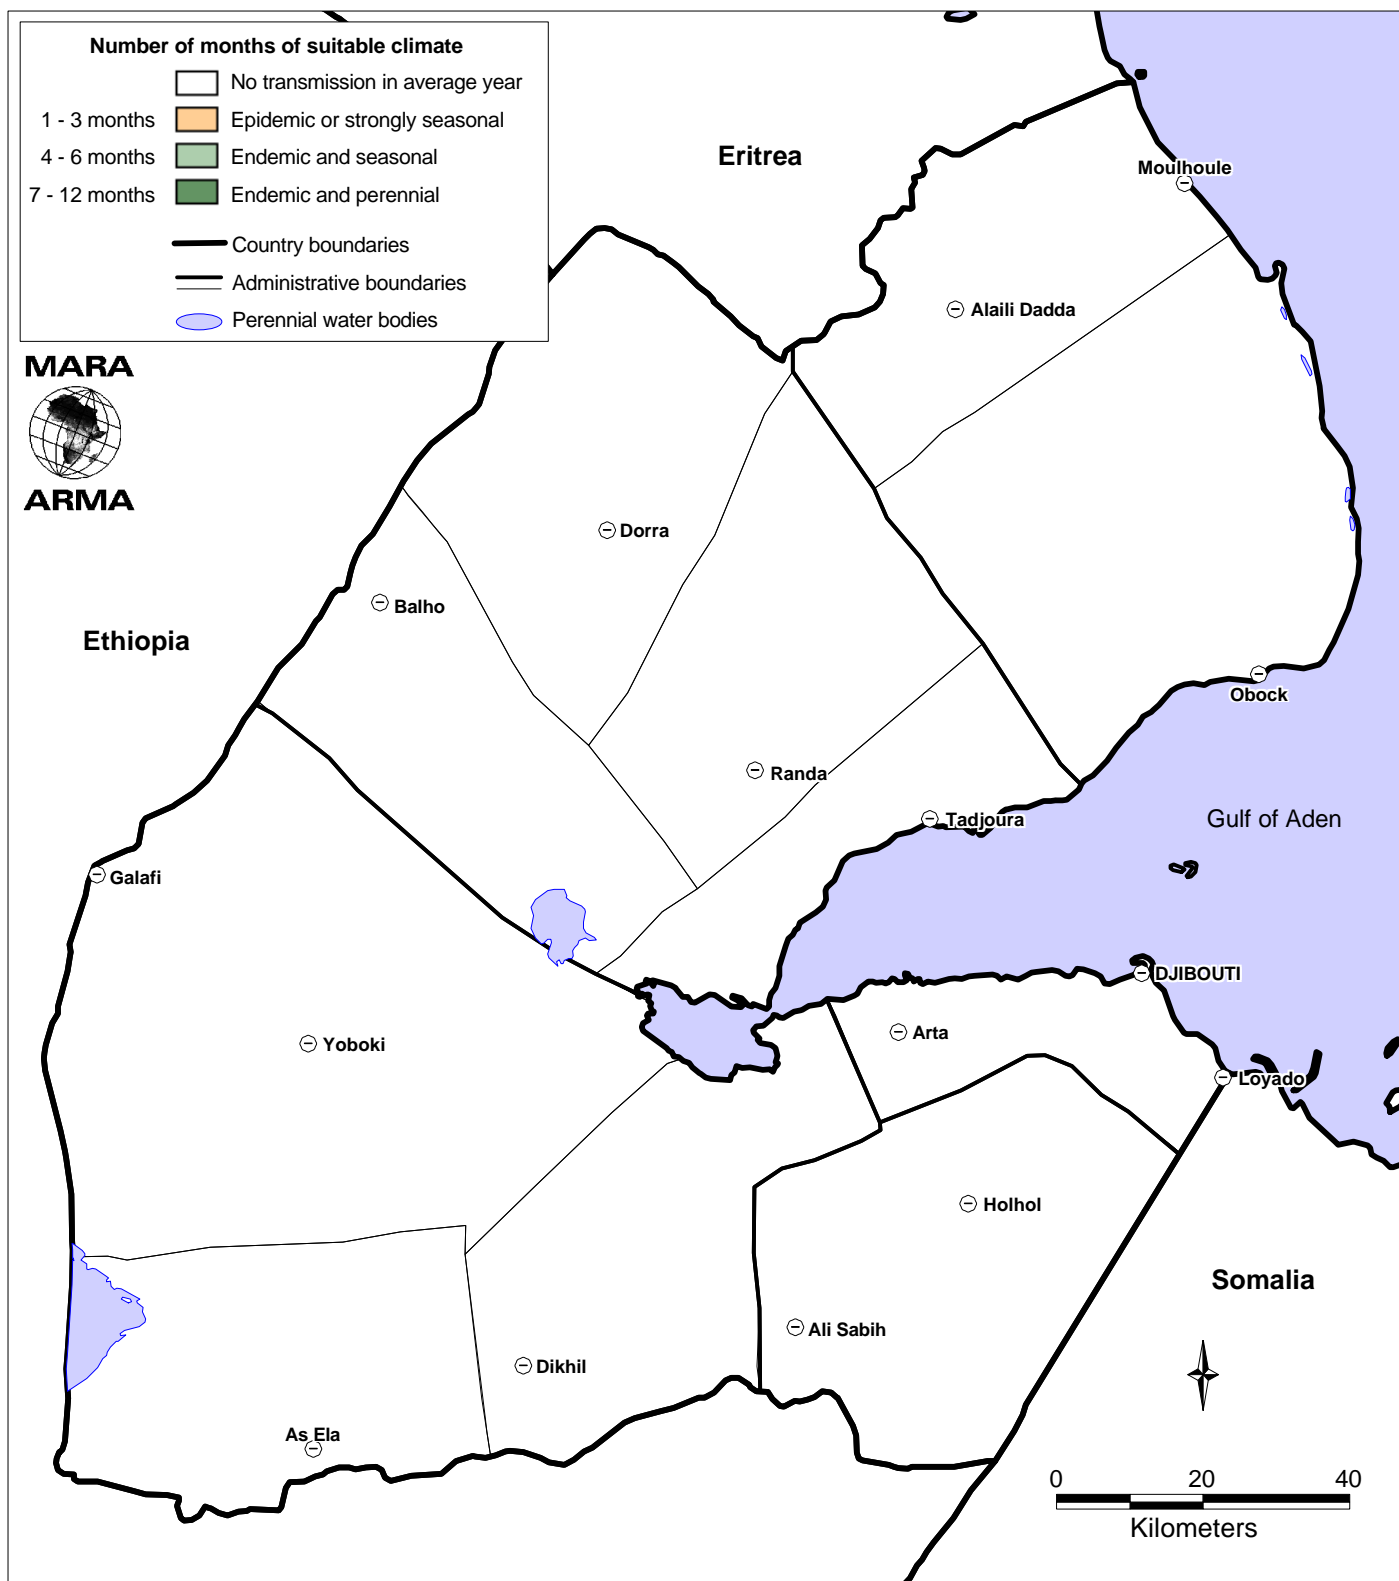 Number of months of suitable climate
No transmission in average year
1 - 3 months Epidemic or strongly seasonal
4 - 6 months Endemic and seasonal
7 - 12 months Endemic and perennial
Country boundaries
Administrative boundaries
Perennial water bodies
MARA
ARMA
Eritrea
Moulhoule
Alaili Dadda
Dorra
Balho
Ethiopia
Obock
Randa
Tadjoura
Gulf of Aden
Galafi
DJIBOUTI
Arta
Yoboki
Loyado
Holhol
Somalia
Ali Sabih
Dikhil
As Ela
0 20 40
Kilometers